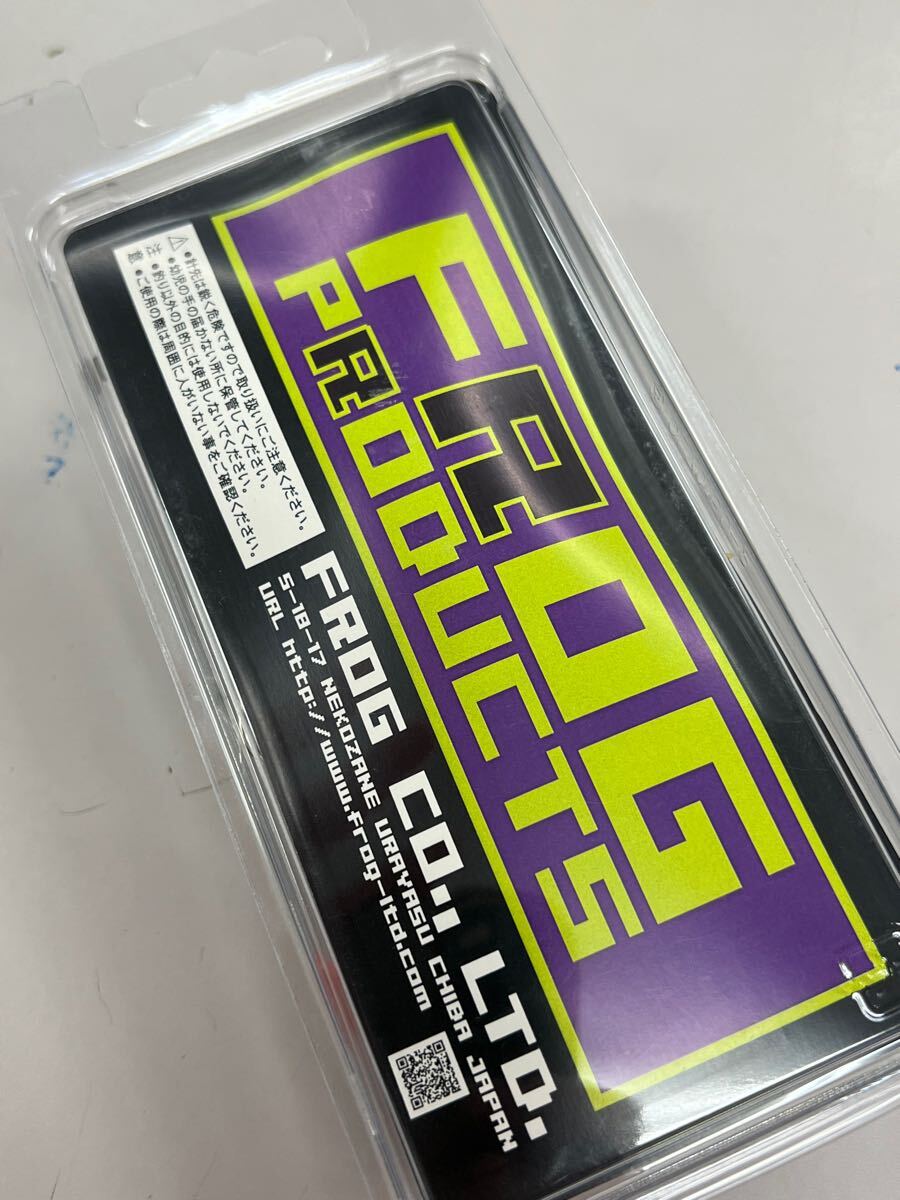 FROG
PRODUCTS
⚠注意
●針先は鋭く危険ですので取り扱いにご注意ください。
●幼児の手の届かない所に保管してください。
●釣り以外の目的には使用しないでください。
●ご使用の際は周囲に人がいない事をご確認ください。
FROG CO., LTD.
5-18-17 NEKOZANE URAYASU CHIBA JAPAN
URL http://www.frog-ltd.com